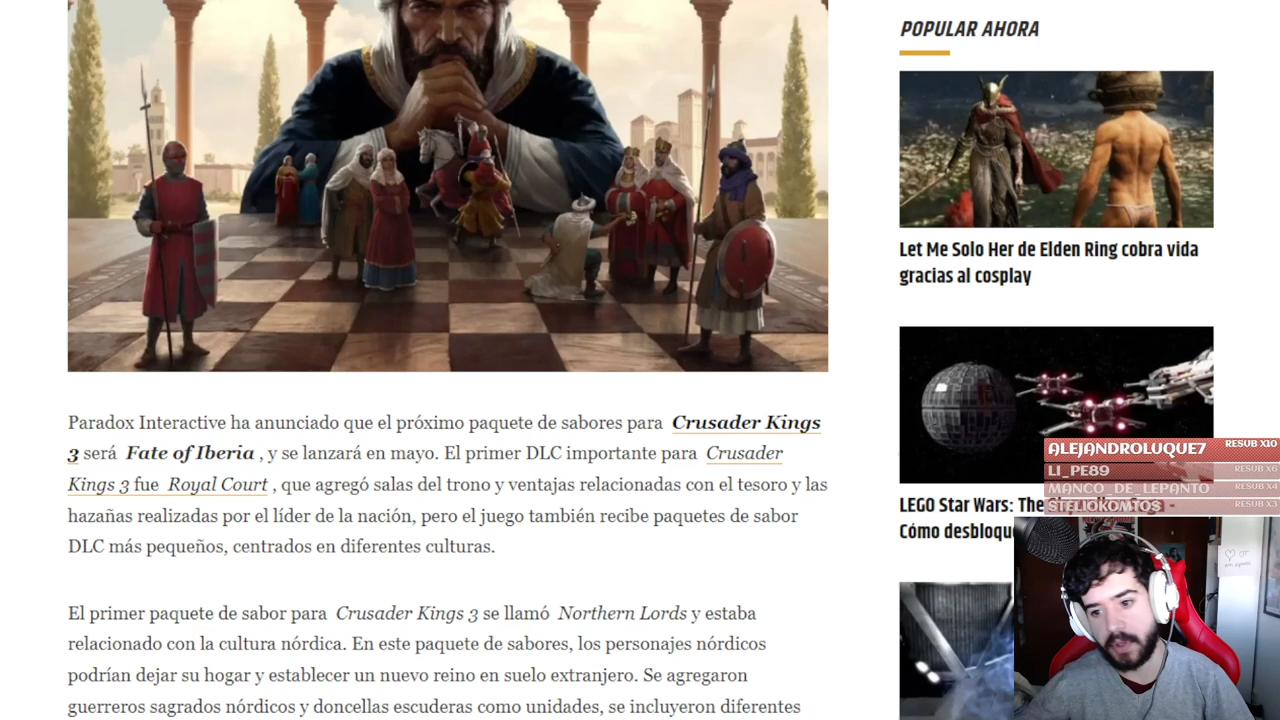 POPULAR AHORA
Let Me Solo Her de Elden Ring cobra vida
gracias al cosplay
Paradox Interactive ha anunciado que el próximo paquete de sabores para Crusader Kings
3 será Fate of Iberia , y se lanzará en mayo. El primer DLC importante para Crusader
Kings 3 fue Royal Court , que agregó salas del trono y ventajas relacionadas con el tesoro y las
hazañas realizadas por el líder de la nación, pero el juego también recibe paquetes de sabor
DLC más pequeños, centrados en diferentes culturas.
El primer paquete de sabor para Crusader Kings 3 se llamó Northern Lords y estaba
relacionado con la cultura nórdica. En este paquete de sabores, los personajes nórdicos
podrían dejar su hogar y establecer un nuevo reino en suelo extranjero. Se agregaron
guerreros sagrados nórdicos y doncellas escuderas como unidades, se incluyeron diferentes
LEGO Star Wars: The
Cómo desbloqu
ALEJANDROLUQUE7 RESUB X10
LI_PE89 RESUB X6
MANCO_DE_LEPANTO RESUB X4
STELIOKOMTOS RESUB X3